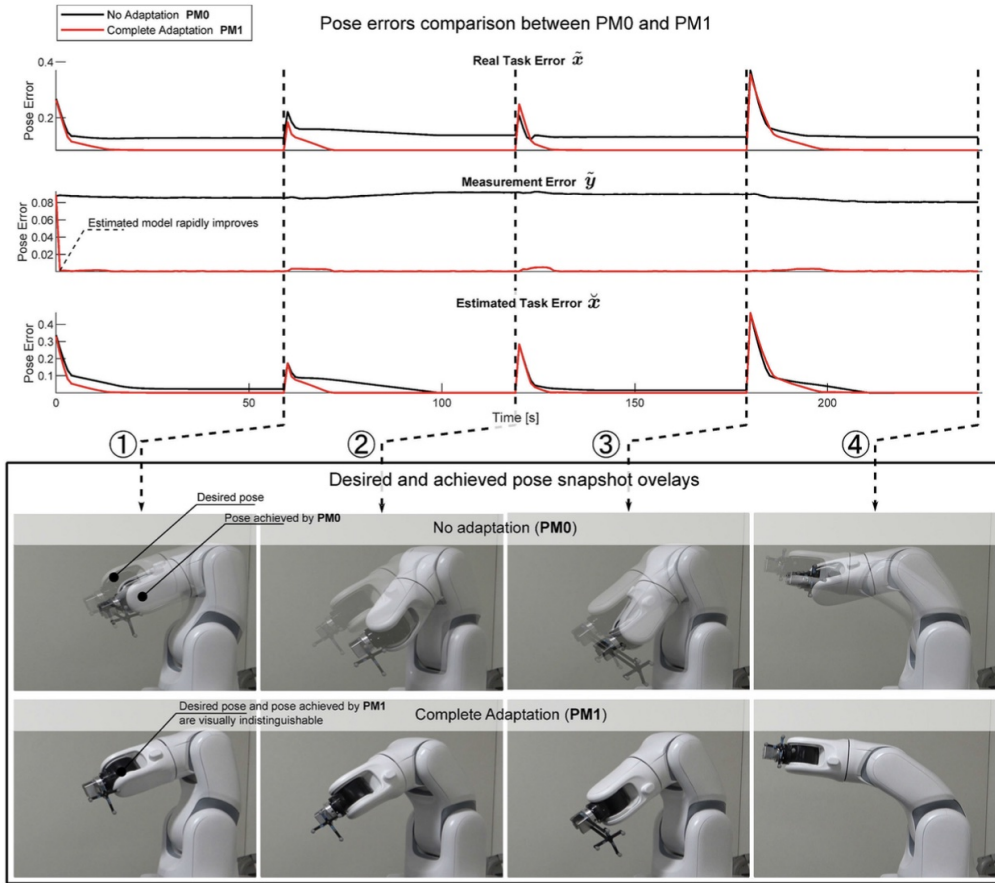 No Adaptation PM0
Complete Adaptation PM1
Pose errors comparison between PM0 and PM1
Real Task Error x̃
Pose Error
0.4
0.2
Measurement Error ỹ
Pose Error
0.08
0.06
0.04
0.02
Estimated model rapidly improves
Estimated Task Error x̌
Pose Error
0.4
0.3
0.2
0.1
0 50 100 150 200
Time [s]
① ② ③ ④
Desired and achieved pose snapshot ovelays
Desired pose
Pose achieved by PM0
No adaptation (PM0)
Desired pose and pose achieved by PM1
are visually indistinguishable
Complete Adaptation (PM1)